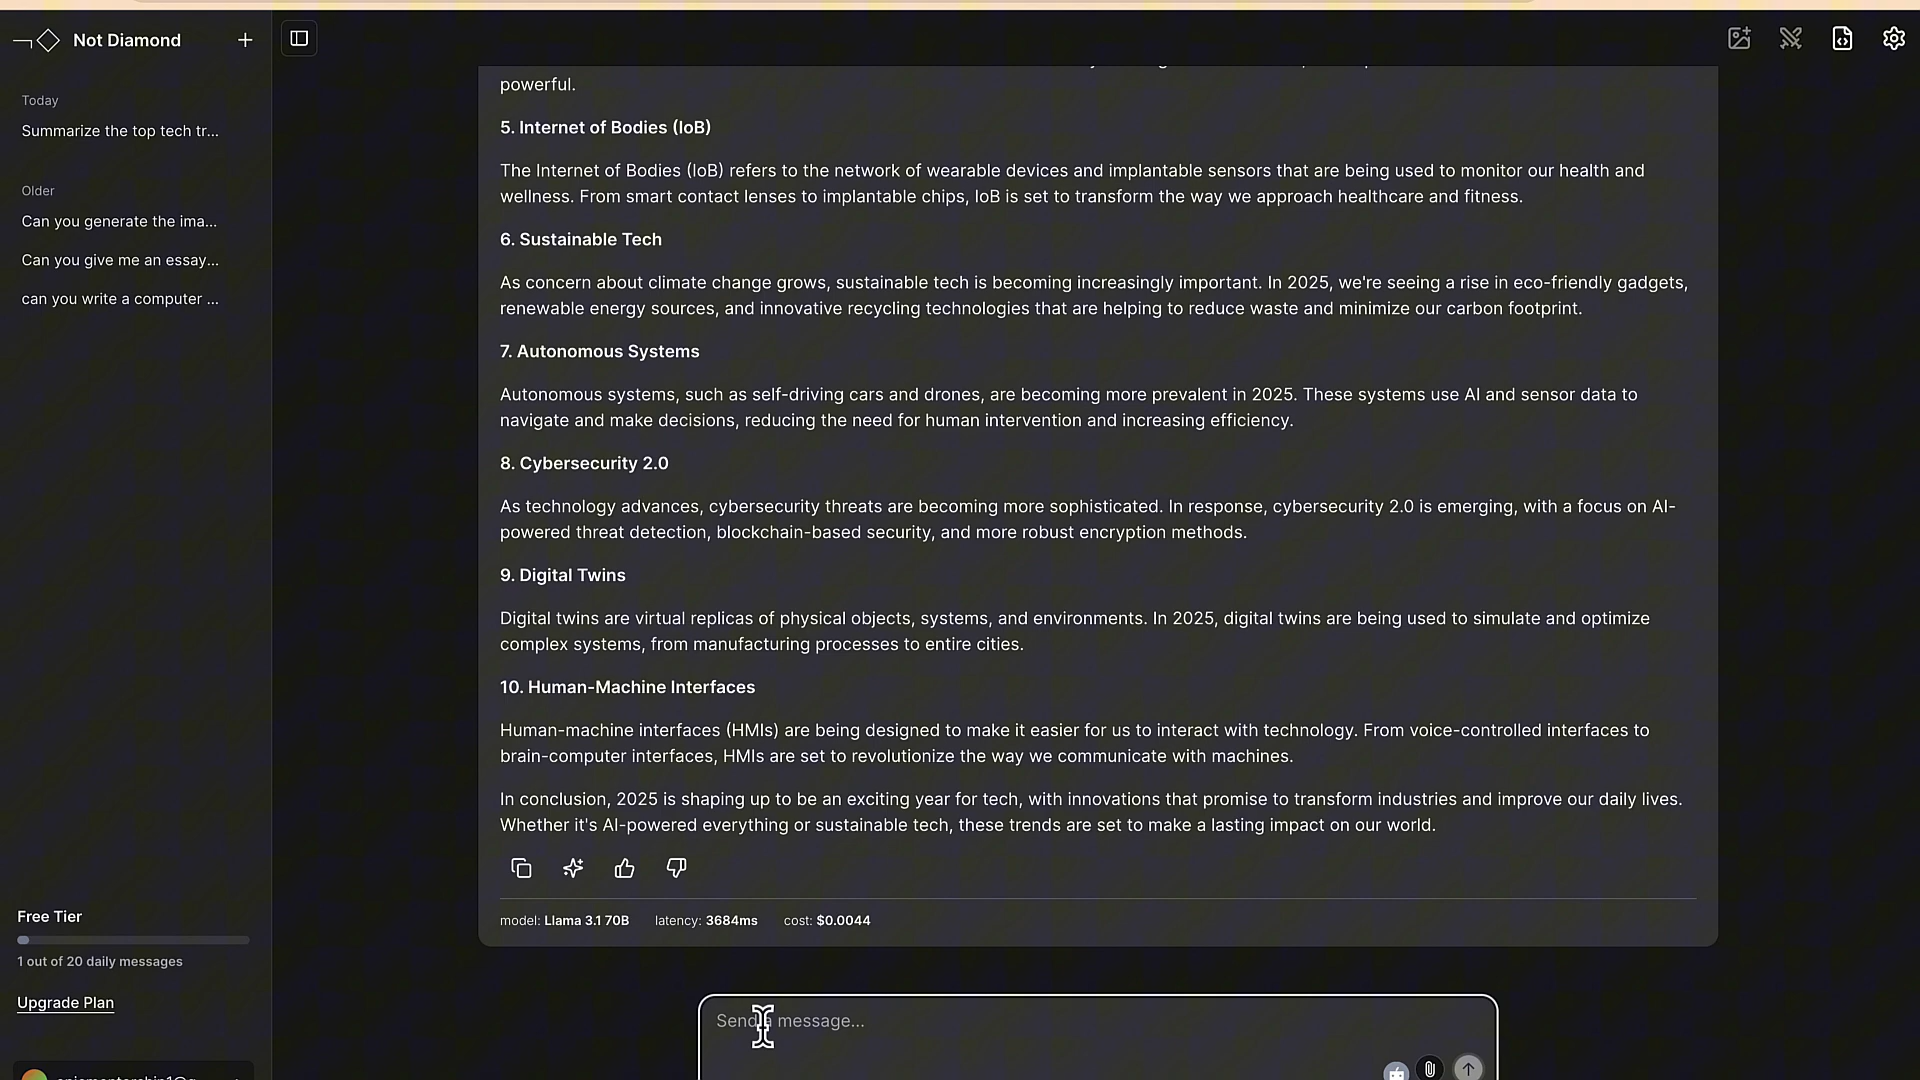 Not Diamond
Today
Summarize the top tech tr...
Older
Can you generate the ima...
Can you give me an essay...
can you write a computer ...
Free Tier
1 out of 20 daily messages
Upgrade Plan
powerful.
5. Internet of Bodies (IoB)
The Internet of Bodies (IoB) refers to the network of wearable devices and implantable sensors that are being used to monitor our health and
wellness. From smart contact lenses to implantable chips, IoB is set to transform the way we approach healthcare and fitness.
6. Sustainable Tech
As concern about climate change grows, sustainable tech is becoming increasingly important. In 2025, we're seeing a rise in eco-friendly gadgets,
renewable energy sources, and innovative recycling technologies that are helping to reduce waste and minimize our carbon footprint.
7. Autonomous Systems
Autonomous systems, such as self-driving cars and drones, are becoming more prevalent in 2025. These systems use AI and sensor data to
navigate and make decisions, reducing the need for human intervention and increasing efficiency.
8. Cybersecurity 2.0
As technology advances, cybersecurity threats are becoming more sophisticated. In response, cybersecurity 2.0 is emerging, with a focus on AI-
powered threat detection, blockchain-based security, and more robust encryption methods.
9. Digital Twins
Digital twins are virtual replicas of physical objects, systems, and environments. In 2025, digital twins are being used to simulate and optimize
complex systems, from manufacturing processes to entire cities.
10. Human-Machine Interfaces
Human-machine interfaces (HMIs) are being designed to make it easier for us to interact with technology. From voice-controlled interfaces to
brain-computer interfaces, HMIs are set to revolutionize the way we communicate with machines.
In conclusion, 2025 is shaping up to be an exciting year for tech, with innovations that promise to transform industries and improve our daily lives.
Whether it's AI-powered everything or sustainable tech, these trends are set to make a lasting impact on our world.
model: Llama 3.1 70B latency: 3684ms cost: $0.0044
Send a message...